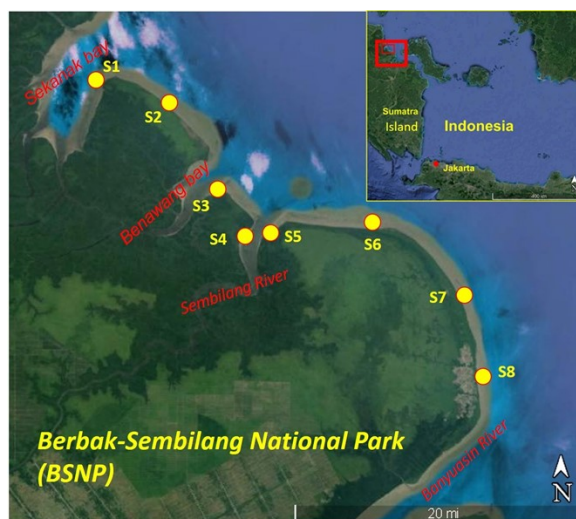 Sekanak bay
S1
S2
Sumatra
Island
Indonesia
Jakarta
Benawang bay
S3
S4
S5
S6
Sembilang River
S7
S8
Berbak-Sembilang National Park
(BSNP)
Banyuasin River
N
20 mi